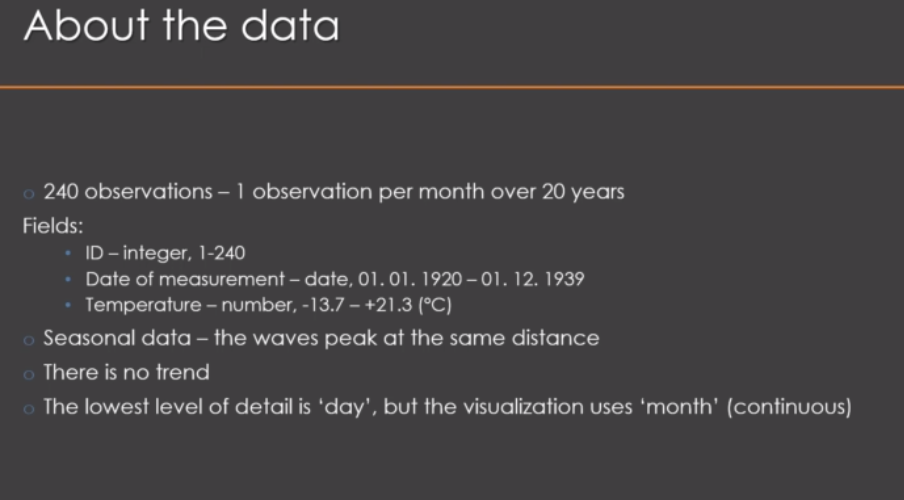 About the data
240 observations – 1 observation per month over 20 years
Fields:
ID – integer, 1-240
Date of measurement – date, 01. 01. 1920 – 01. 12. 1939
Temperature – number, -13.7 – +21.3 (°C)
Seasonal data – the waves peak at the same distance
There is no trend
The lowest level of detail is ‘day’, but the visualization uses ‘month’ (continuous)